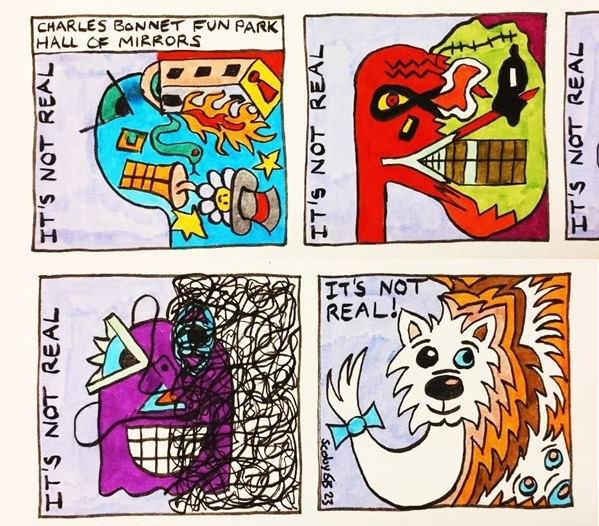 CHARLES BONNET FUN PARK
HALL OF MIRRORS
IT'S NOT REAL
IT'S NOT REAL
IT'S NOT REAL
IT'S NOT REAL
IT'S NOT
REAL!